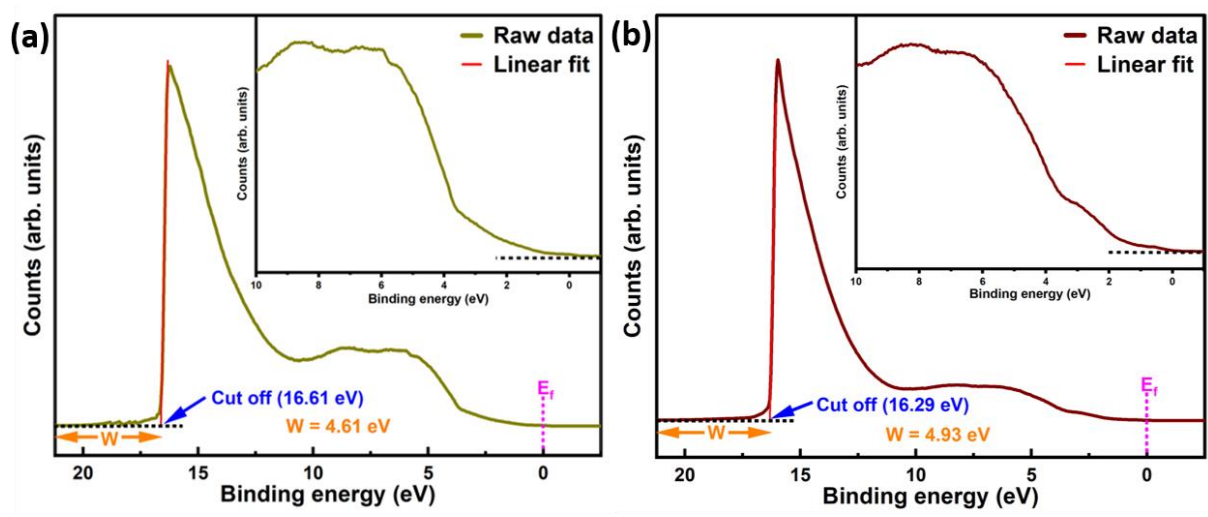 (a)
Raw data
Linear fit
Counts (arb. units)
Counts (arb. units)
10 8 6 4 2 0
Binding energy (eV)
Cut off (16.61 eV)
W = 4.61 eV
W
Ef
20 15 10 5 0
Binding energy (eV)
(b)
Raw data
Linear fit
Counts (arb. units)
Counts (arb. units)
10 8 6 4 2 0
Binding energy (eV)
Cut off (16.29 eV)
W = 4.93 eV
W
Ef
20 15 10 5 0
Binding energy (eV)